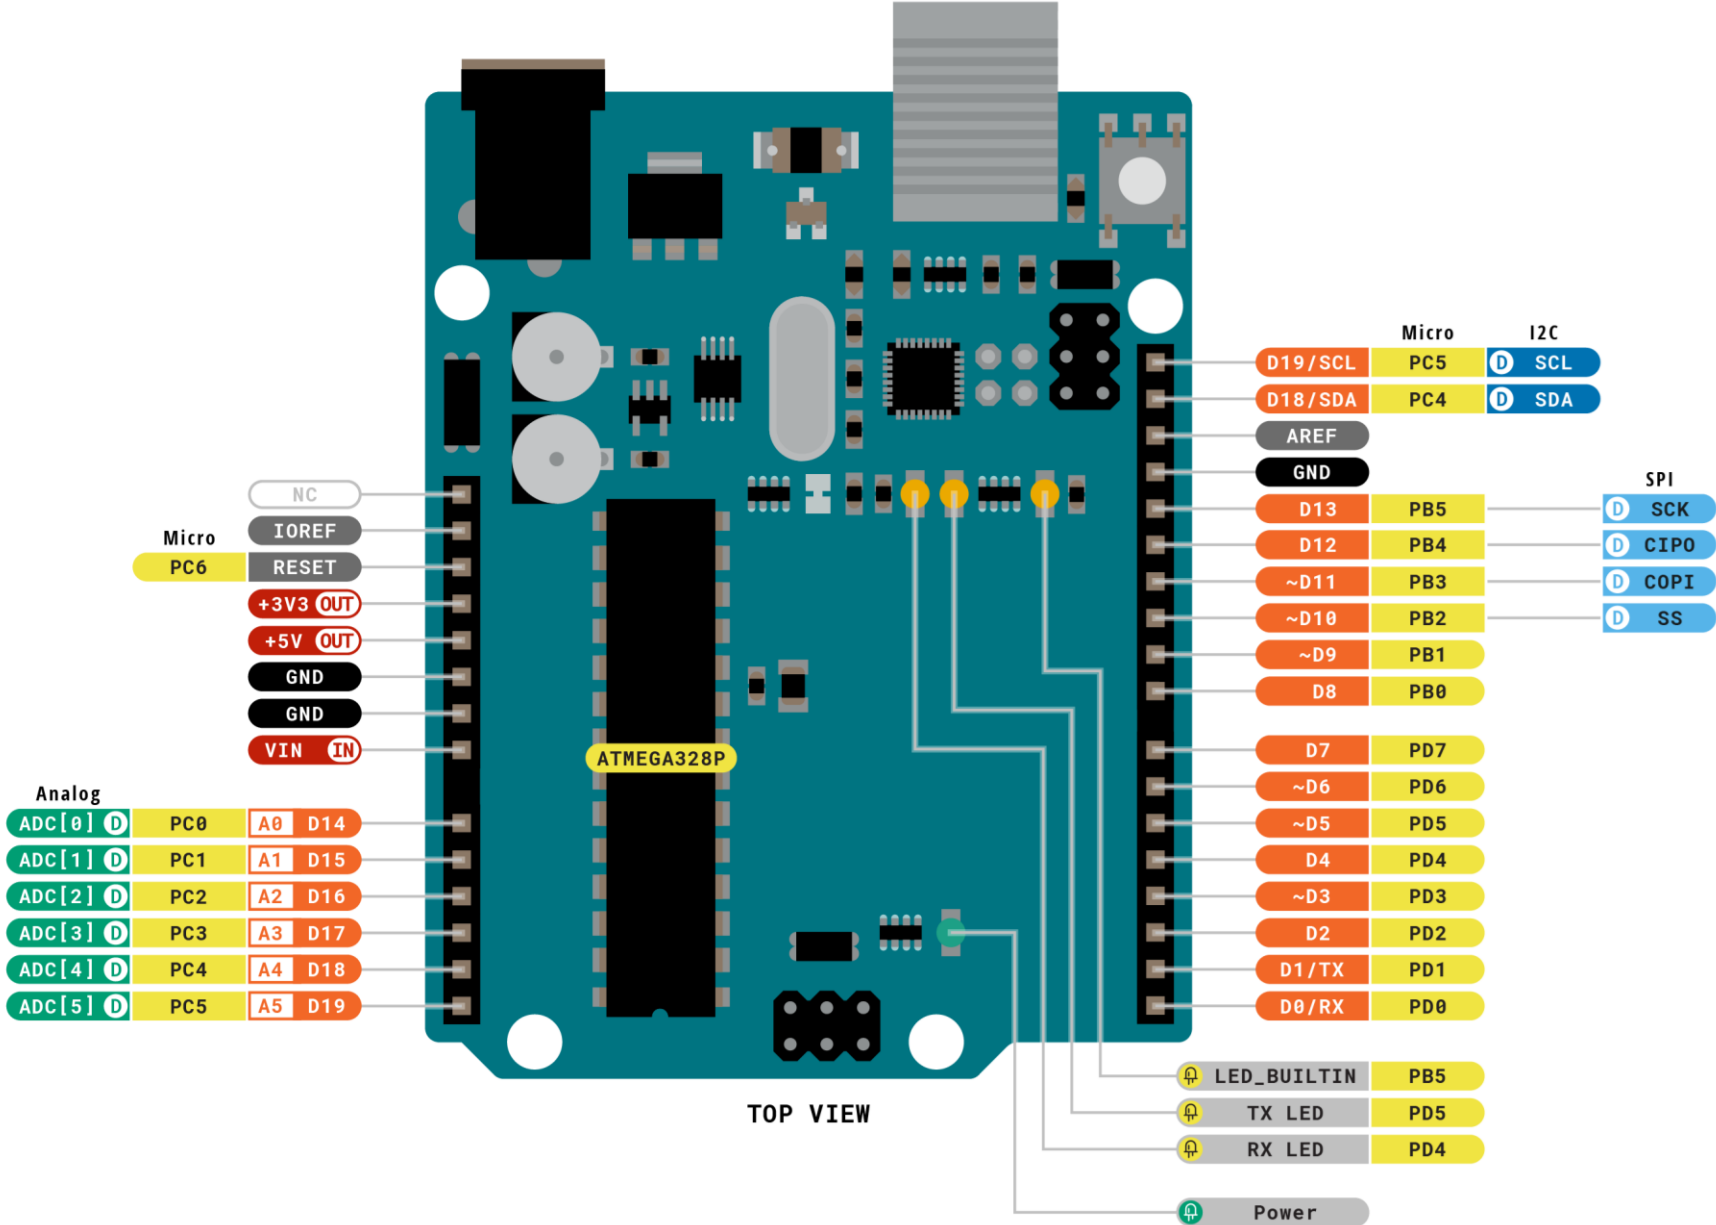 Micro I2C
D19/SCL PC5 D SCL
D18/SDA PC4 D SDA
AREF
GND
SPI
D13 PB5 D SCK
D12 PB4 D CIPO
~D11 PB3 D COPI
~D10 PB2 D SS
~D9 PB1
D8 PB0
D7 PD7
~D6 PD6
~D5 PD5
D4 PD4
~D3 PD3
D2 PD2
D1/TX PD1
D0/RX PD0
NC
IOREF
Micro
PC6 RESET
+3V3 OUT
+5V OUT
GND
GND
VIN IN
Analog
ADC[0] D PC0 A0 D14
ADC[1] D PC1 A1 D15
ADC[2] D PC2 A2 D16
ADC[3] D PC3 A3 D17
ADC[4] D PC4 A4 D18
ADC[5] D PC5 A5 D19
ATMEGA328P
LED_BUILTIN PB5
TX LED PD5
RX LED PD4
Power
TOP VIEW